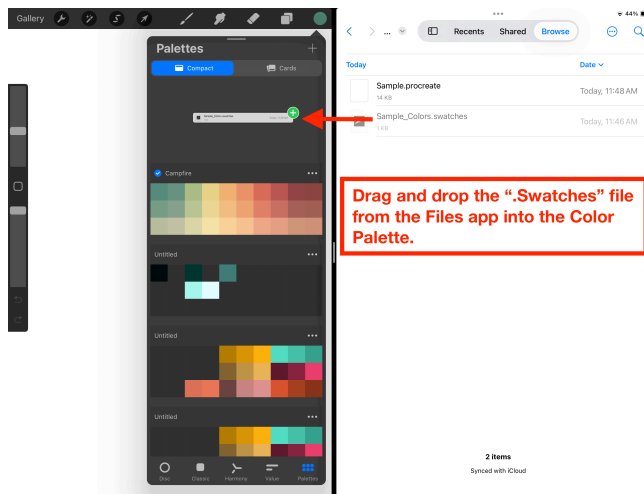 Gallery
Palettes
Compact
Cards
Campfire
Untitled
Untitled
Untitled
Disc
Classic
Harmony
Value
Palettes
44%
...
Recents
Shared
Browse
Today
Date
Sample.procreate
14 KB
Today, 11:48 AM
Sample_Colors.swatches
1 KB
Today, 11:46 AM
Drag and drop the “.Swatches” file
from the Files app into the Color
Palette.
2 items
Synced with iCloud